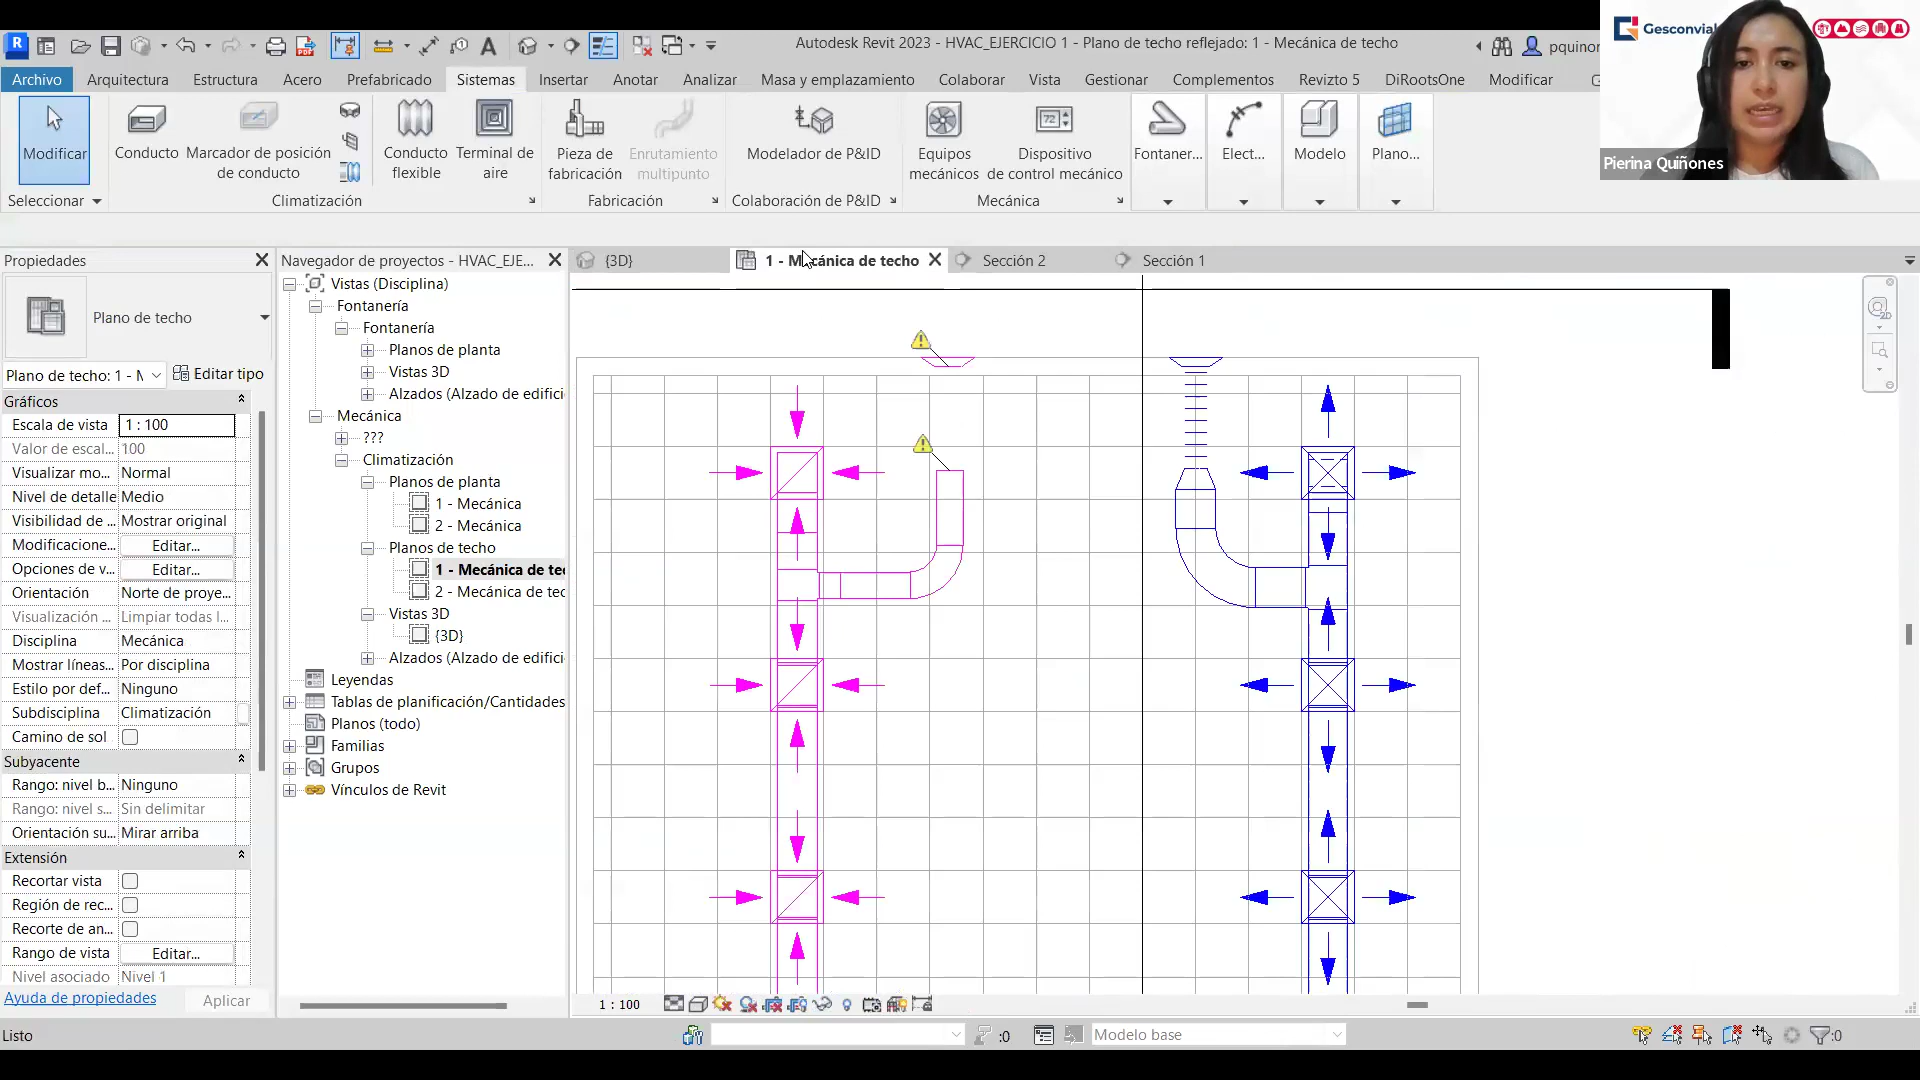 Autodesk Revit 2023 - HVAC_EJERCICIO 1 - Plano de techo reflejado: 1 - Mecánica de techo
pquinor
Gesconvial
Archivo Arquitectura Estructura Acero Prefabricado Sistemas Insertar Anotar Analizar Masa y emplazamiento Colaborar Vista Gestionar Complementos Revizto 5 DiRootsOne Modificar
Modificar
Conducto
Marcador de posición de conducto
Conducto flexible
Terminal de aire
Pieza de fabricación
Enrutamiento multipunto
Modelador de P&ID
Equipos mecánicos
Dispositivo de control mecánico
Fontaner...
Elect...
Modelo
Plano...
Pierina Quiñones
Seleccionar
Climatización
Fabricación
Colaboración de P&ID
Mecánica
Propiedades
Plano de techo
Plano de techo: 1 - M
Editar tipo
Gráficos
Escala de vista 1 : 100
Valor de escal... 100
Visualizar mo... Normal
Nivel de detalle Medio
Visibilidad de ... Mostrar original
Modificacione... Editar...
Opciones de v... Editar...
Orientación Norte de proye...
Visualización ... Limpiar todas l...
Disciplina Mecánica
Mostrar líneas... Por disciplina
Estilo por def... Ninguno
Subdisciplina Climatización
Camino de sol
Subyacente
Rango: nivel b... Ninguno
Rango: nivel s... Sin delimitar
Orientación su... Mirar arriba
Extensión
Recortar vista
Región de rec...
Recorte de an...
Rango de vista Editar...
Nivel asociado Nivel 1
Ayuda de propiedades
Aplicar
Navegador de proyectos - HVAC_EJE...
Vistas (Disciplina)
Fontanería
Fontanería
Planos de planta
Vistas 3D
Alzados (Alzado de edifici
Mecánica
???
Climatización
Planos de planta
1 - Mecánica
2 - Mecánica
Planos de techo
1 - Mecánica de tec
2 - Mecánica de tec
Vistas 3D
{3D}
Alzados (Alzado de edifici
Leyendas
Tablas de planificación/Cantidades
Planos (todo)
Familias
Grupos
Vínculos de Revit
{3D}
1 - Mecánica de techo
Sección 2
Sección 1
1 : 100
Listo
:0
Modelo base
:0